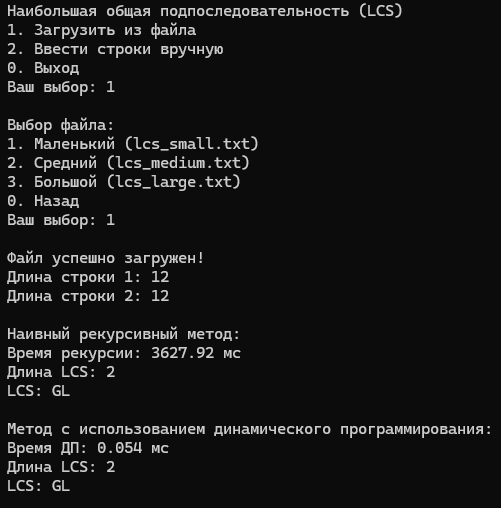 Наибольшая общая подпоследовательность (LCS)
1. Загрузить из файла
2. Ввести строки вручную
0. Выход
Ваш выбор: 1
Выбор файла:
1. Маленький (lcs_small.txt)
2. Средний (lcs_medium.txt)
3. Большой (lcs_large.txt)
0. Назад
Ваш выбор: 1
Файл успешно загружен!
Длина строки 1: 12
Длина строки 2: 12
Наивный рекурсивный метод:
Время рекурсии: 3627.92 мс
Длина LCS: 2
LCS: GL
Метод с использованием динамического программирования:
Время ДП: 0.054 мс
Длина LCS: 2
LCS: GL